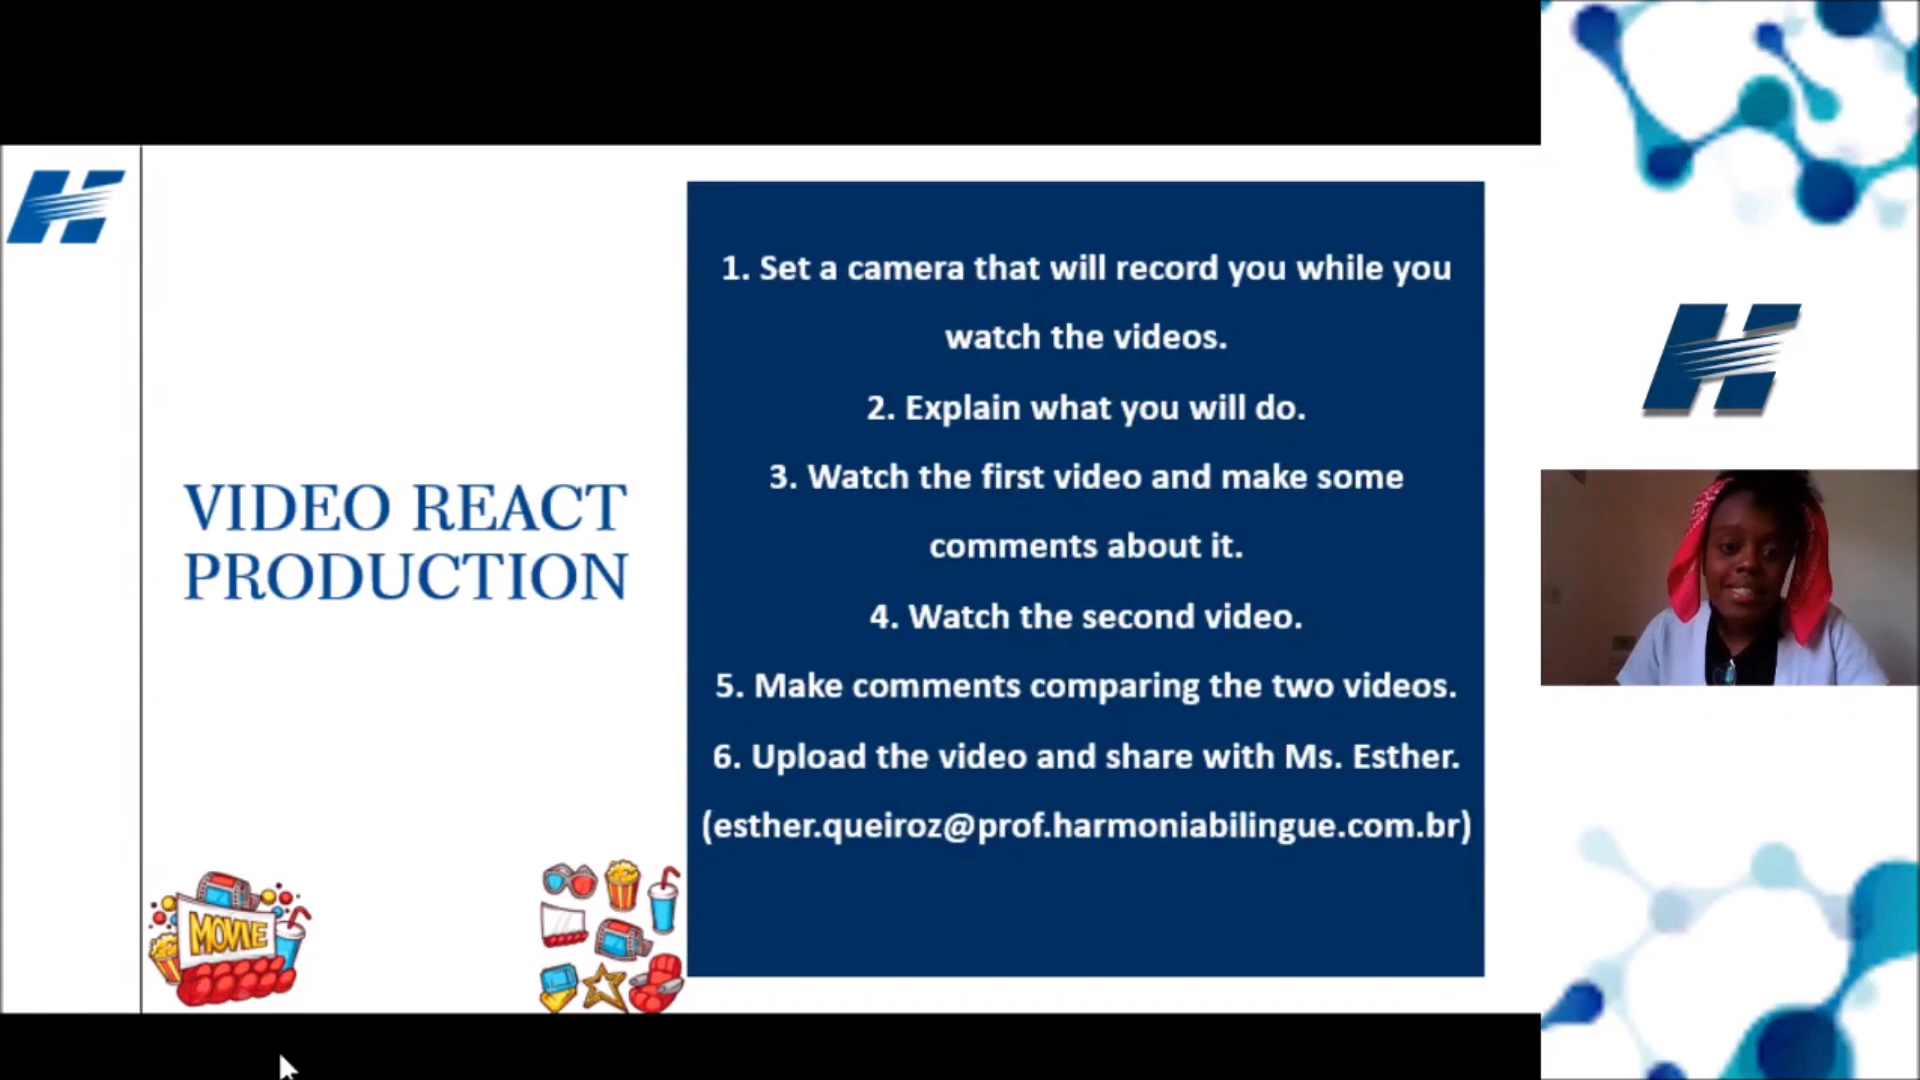 VIDEO REACT
PRODUCTION
1. Set a camera that will record you while you
watch the videos.
2. Explain what you will do.
3. Watch the first video and make some
comments about it.
4. Watch the second video.
5. Make comments comparing the two videos.
6. Upload the video and share with Ms. Esther.
(esther.queiroz@prof.harmoniabilingue.com.br)
MOVIE